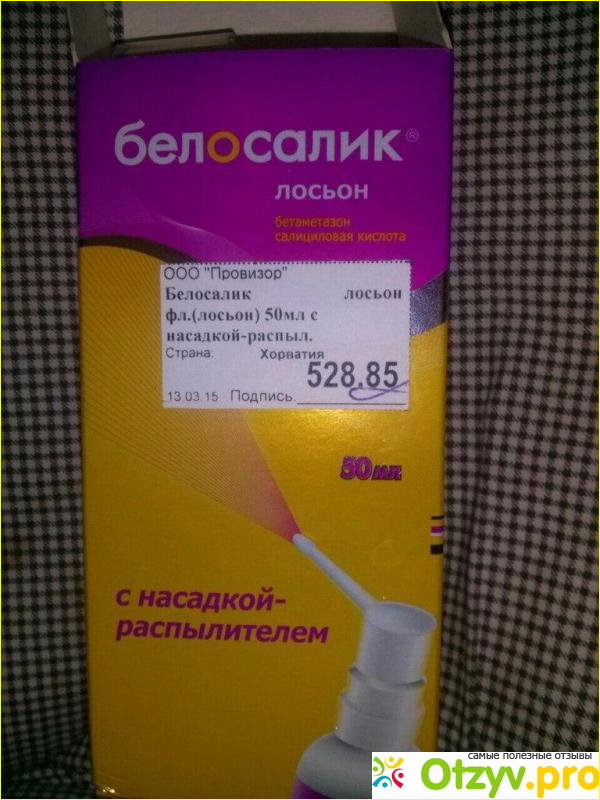 белосалик®
лосьон
бетаметазон
салициловая кислота
ООО "Провизор"
Белосалик лосьон
фл.(лосьон) 50мл с
насадкой-распыл.
Страна: Хорватия
528.85
13.03.15 Подпись:
50мл
с насадкой-
распылителем
самые полезные отзывы
Otzyv.pro